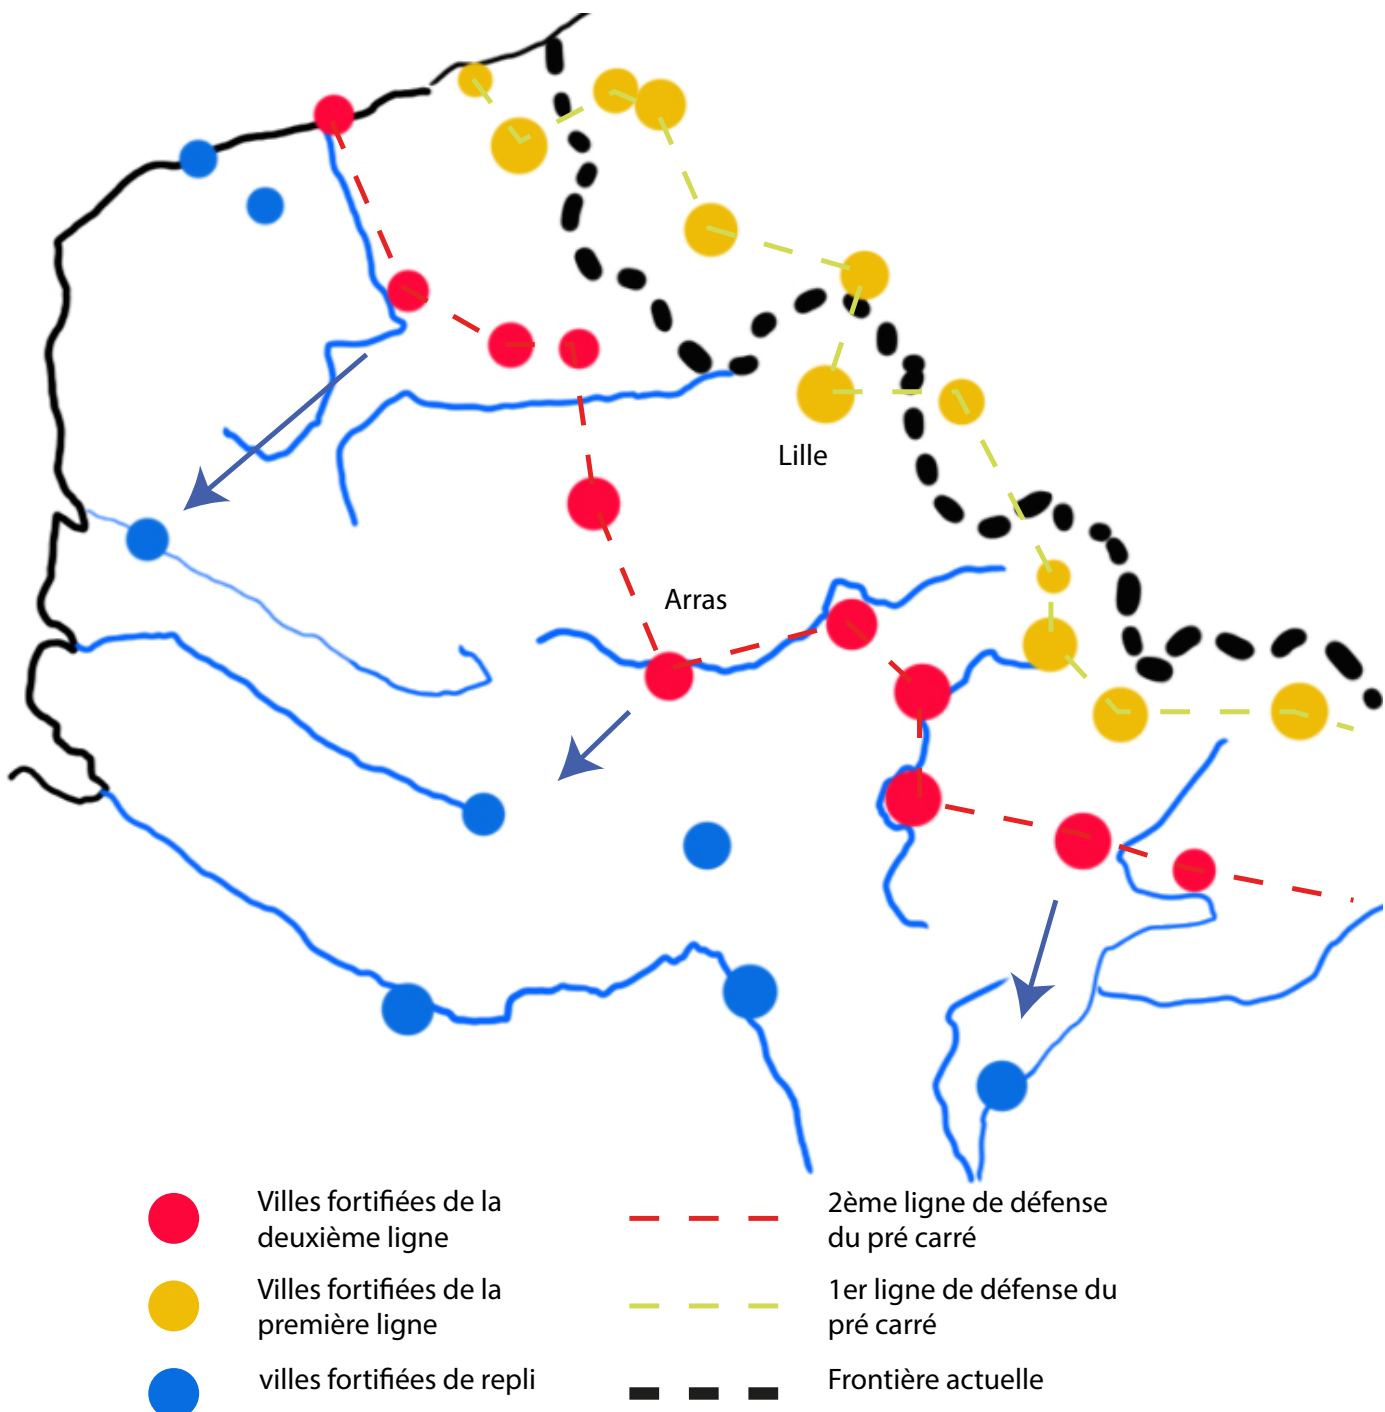 Lille
Arras
Villes fortifiées de la
deuxième ligne
2ème ligne de défense
du pré carré
Villes fortifiées de la
première ligne
1er ligne de défense du
pré carré
villes fortifiées de repli
Frontière actuelle